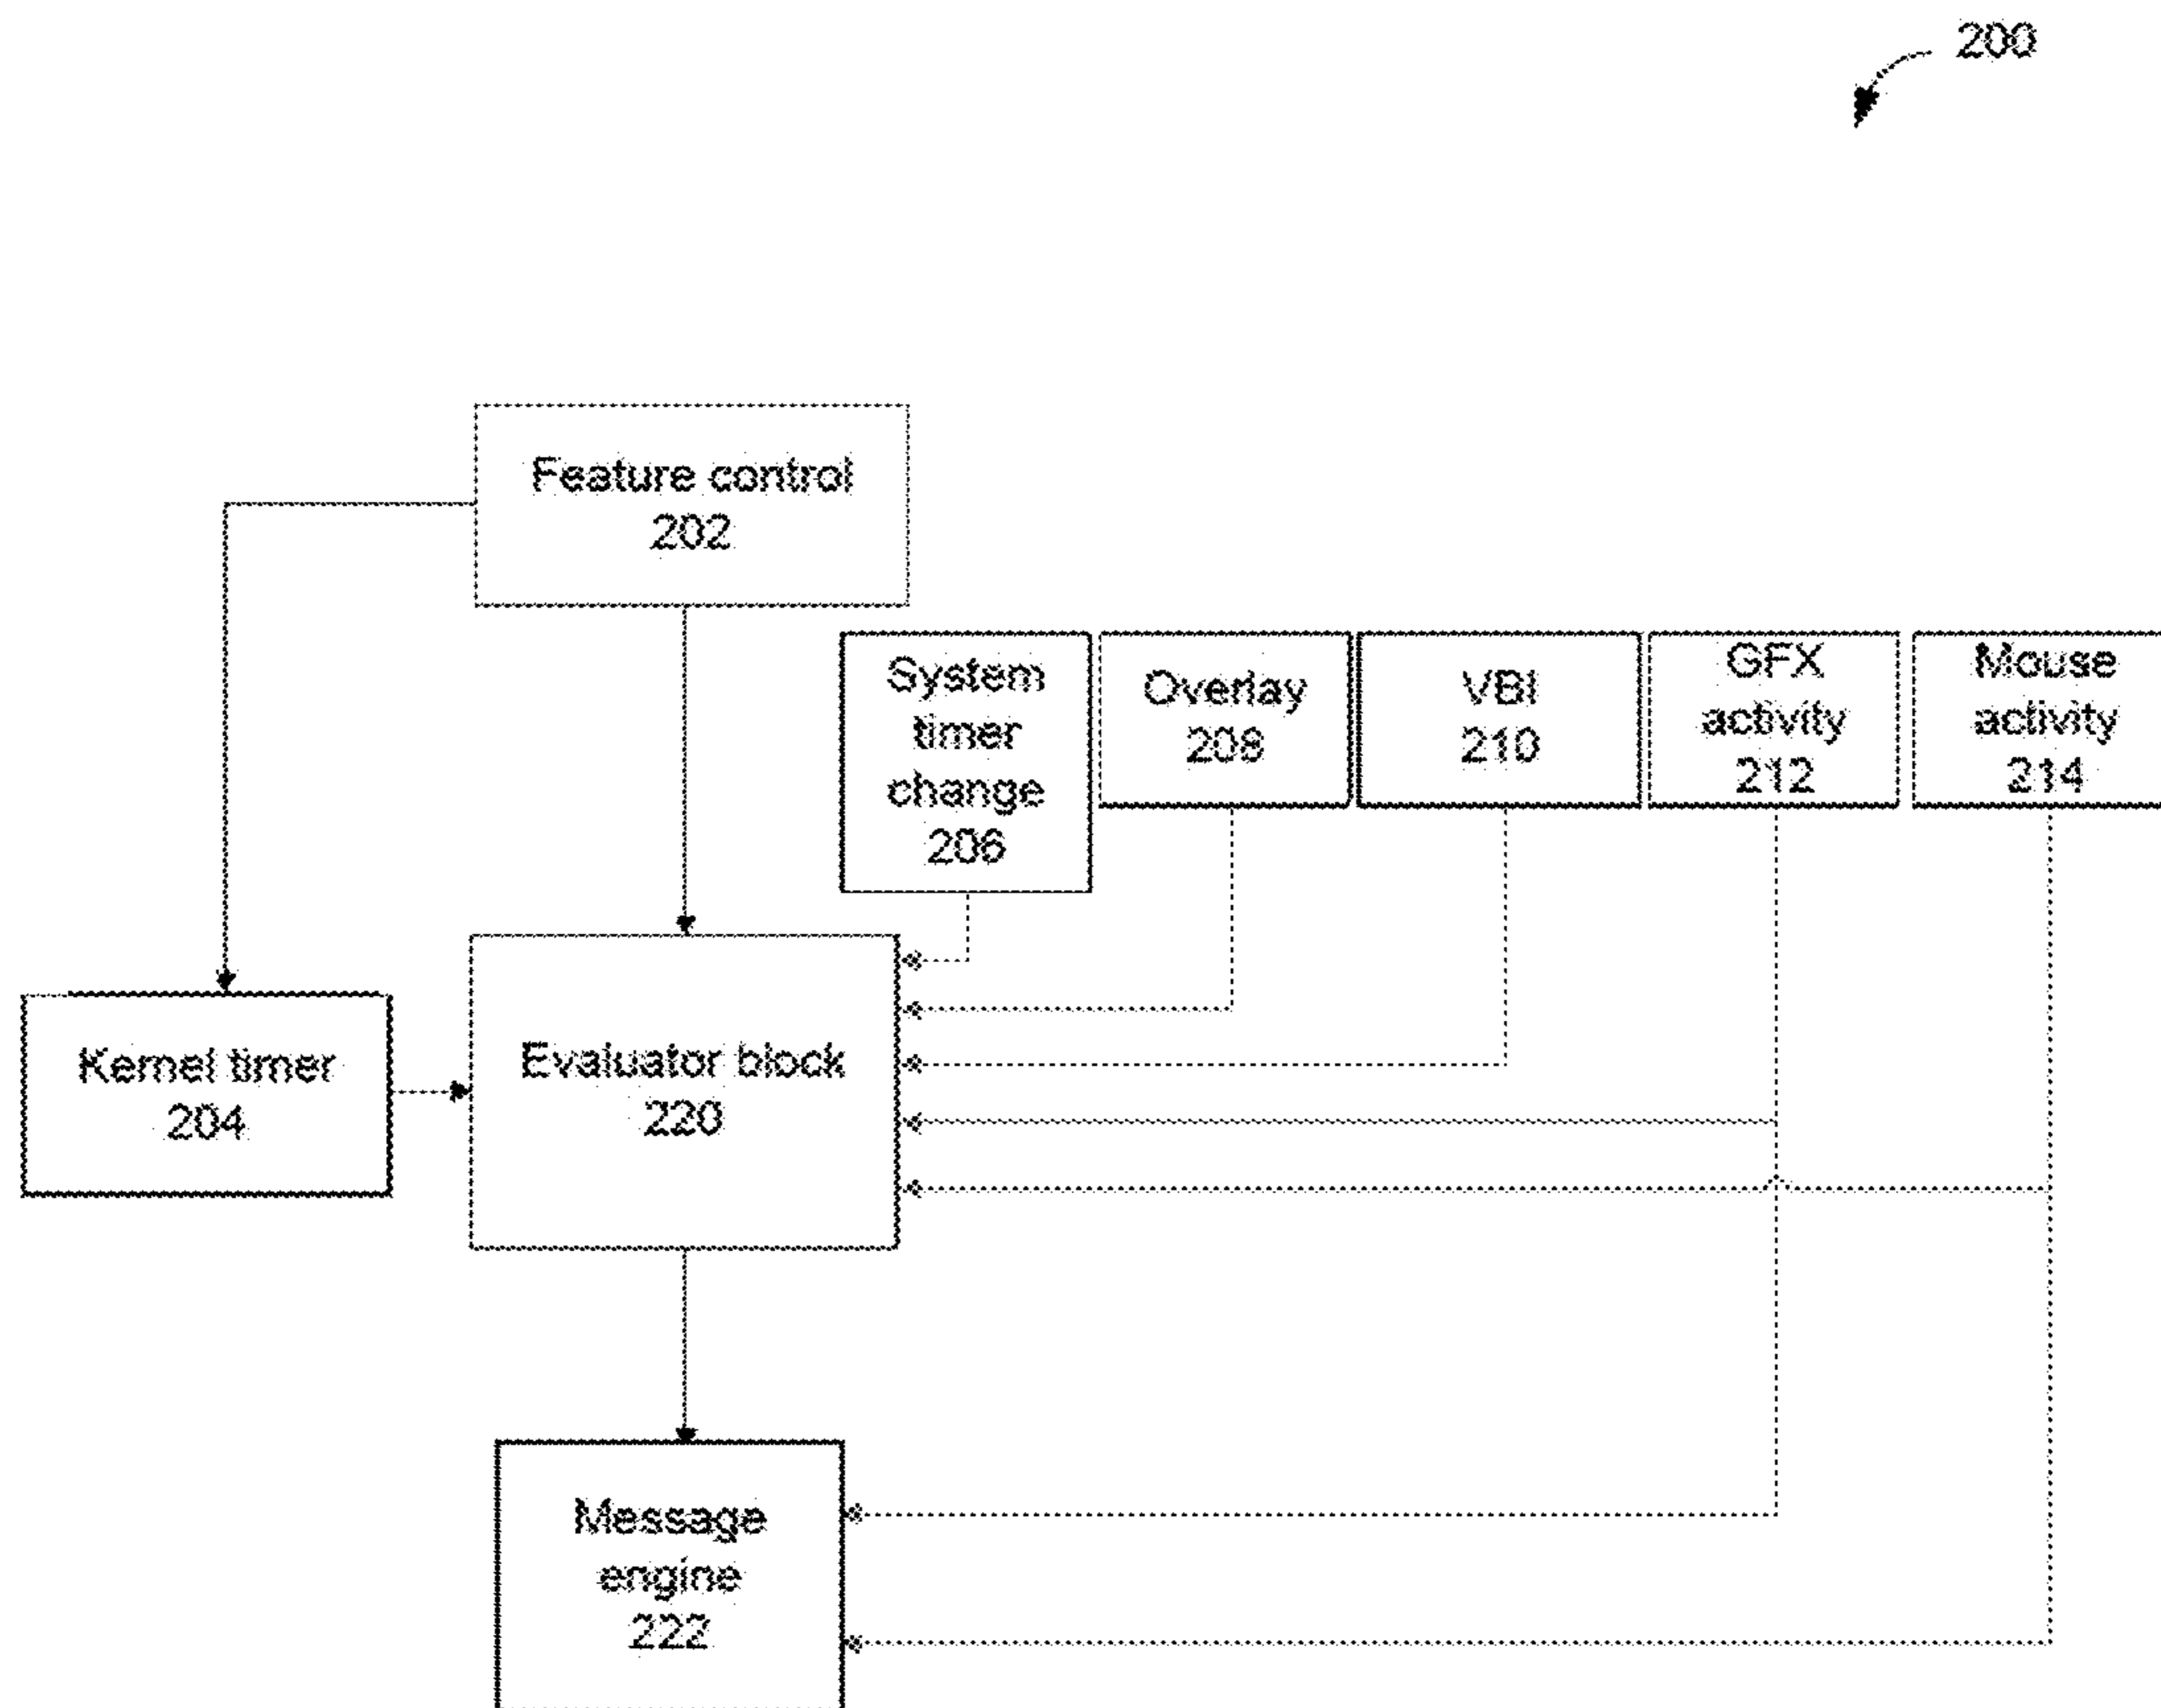 200
Feature control
202
System
timer
change
206
Overlay
208
VBI
210
GFX
activity
212
Mouse
activity
214
Kernel timer
204
Evaluator block
220
Message
engine
222